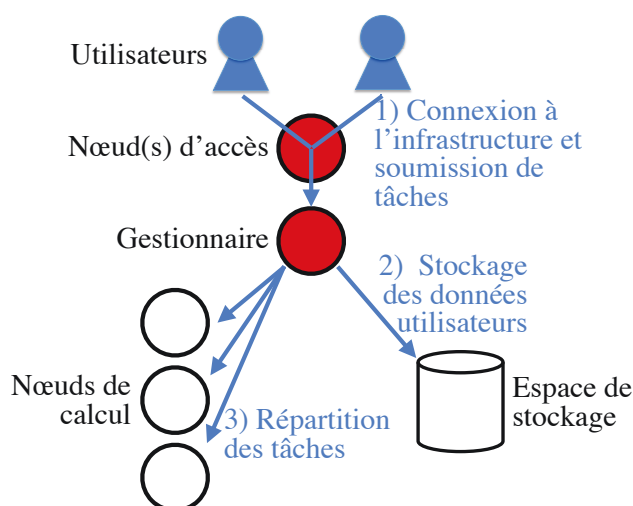 Utilisateurs
1) Connexion à
l'infrastructure et
soumission de
tâches
Nœud(s) d'accès
Gestionnaire
2) Stockage
des données
utilisateurs
Nœuds de
calcul
3) Répartition
des tâches
Espace de
stockage